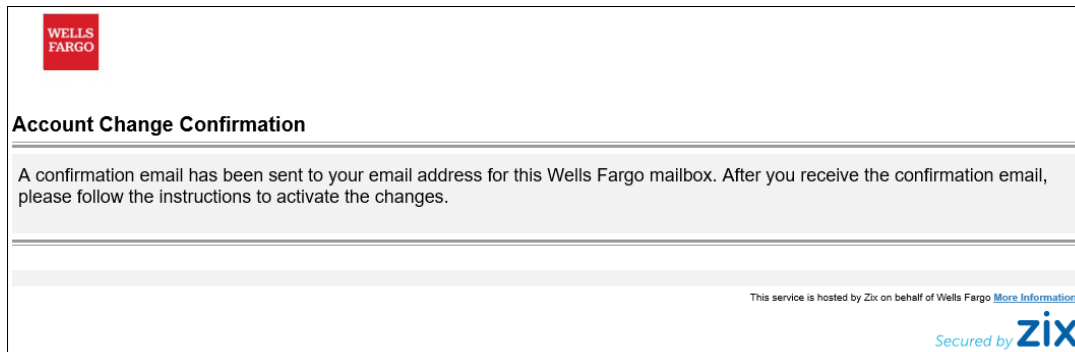 WELLS
FARGO
Account Change Confirmation
A confirmation email has been sent to your email address for this Wells Fargo mailbox. After you receive the confirmation email,
please follow the instructions to activate the changes.
This service is hosted by Zix on behalf of Wells Fargo More Information
Secured by zix